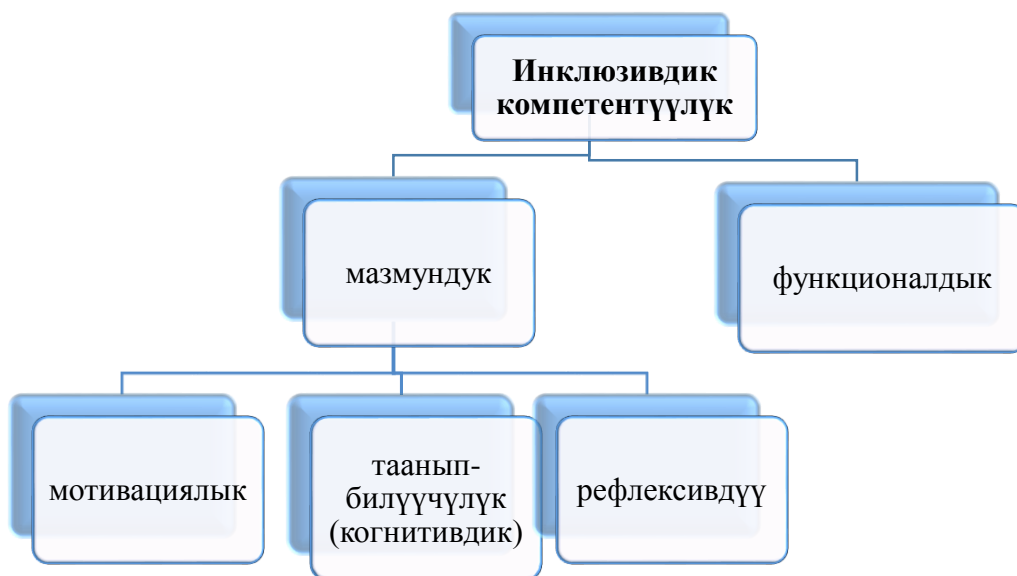 Инклюзивдик
компетентүүлүк
мазмундук
функционалдык
мотивациялык
таанып-
билүүчүлүк
(когнитивдик)
рефлексивдүү